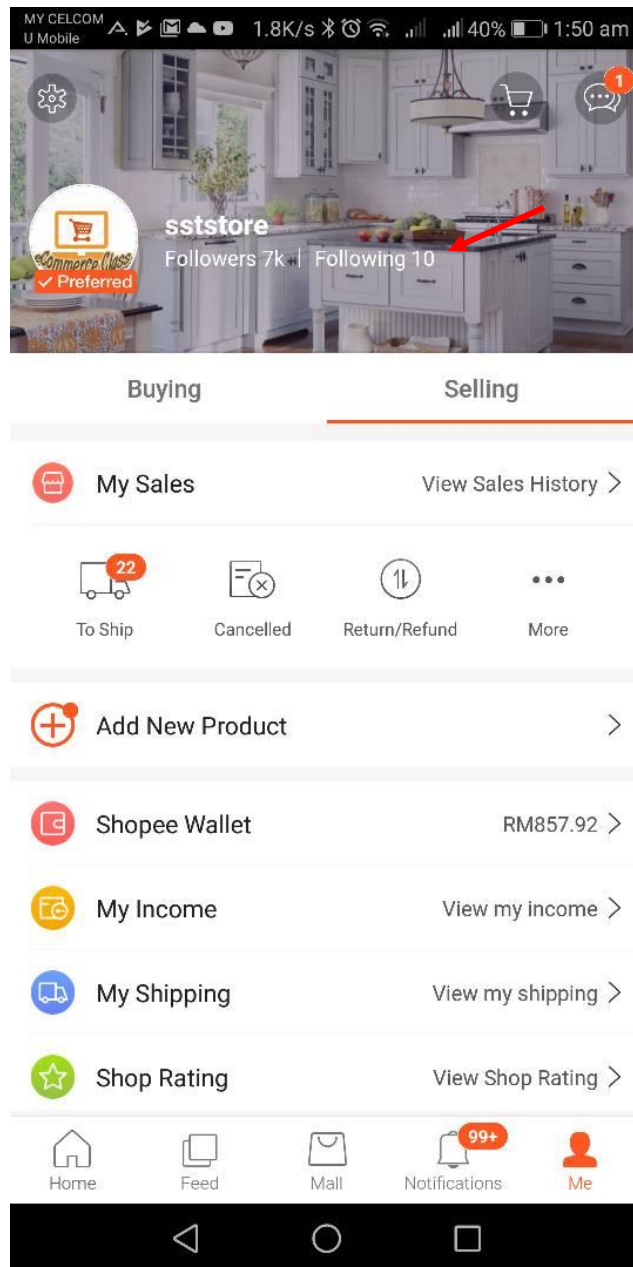 MY CELCOM
U Mobile
1.8K/s 40% 1:50 am
1
sststore
eCommerce Class
Followers 7k Following 10
Preferred
Buying Selling
My Sales View Sales History
22
To Ship Cancelled Return/Refund More
Add New Product
Shopee Wallet RM857.92
My Income View my income
My Shipping View my shipping
Shop Rating View Shop Rating
99+
Home Feed Mall Notifications Me